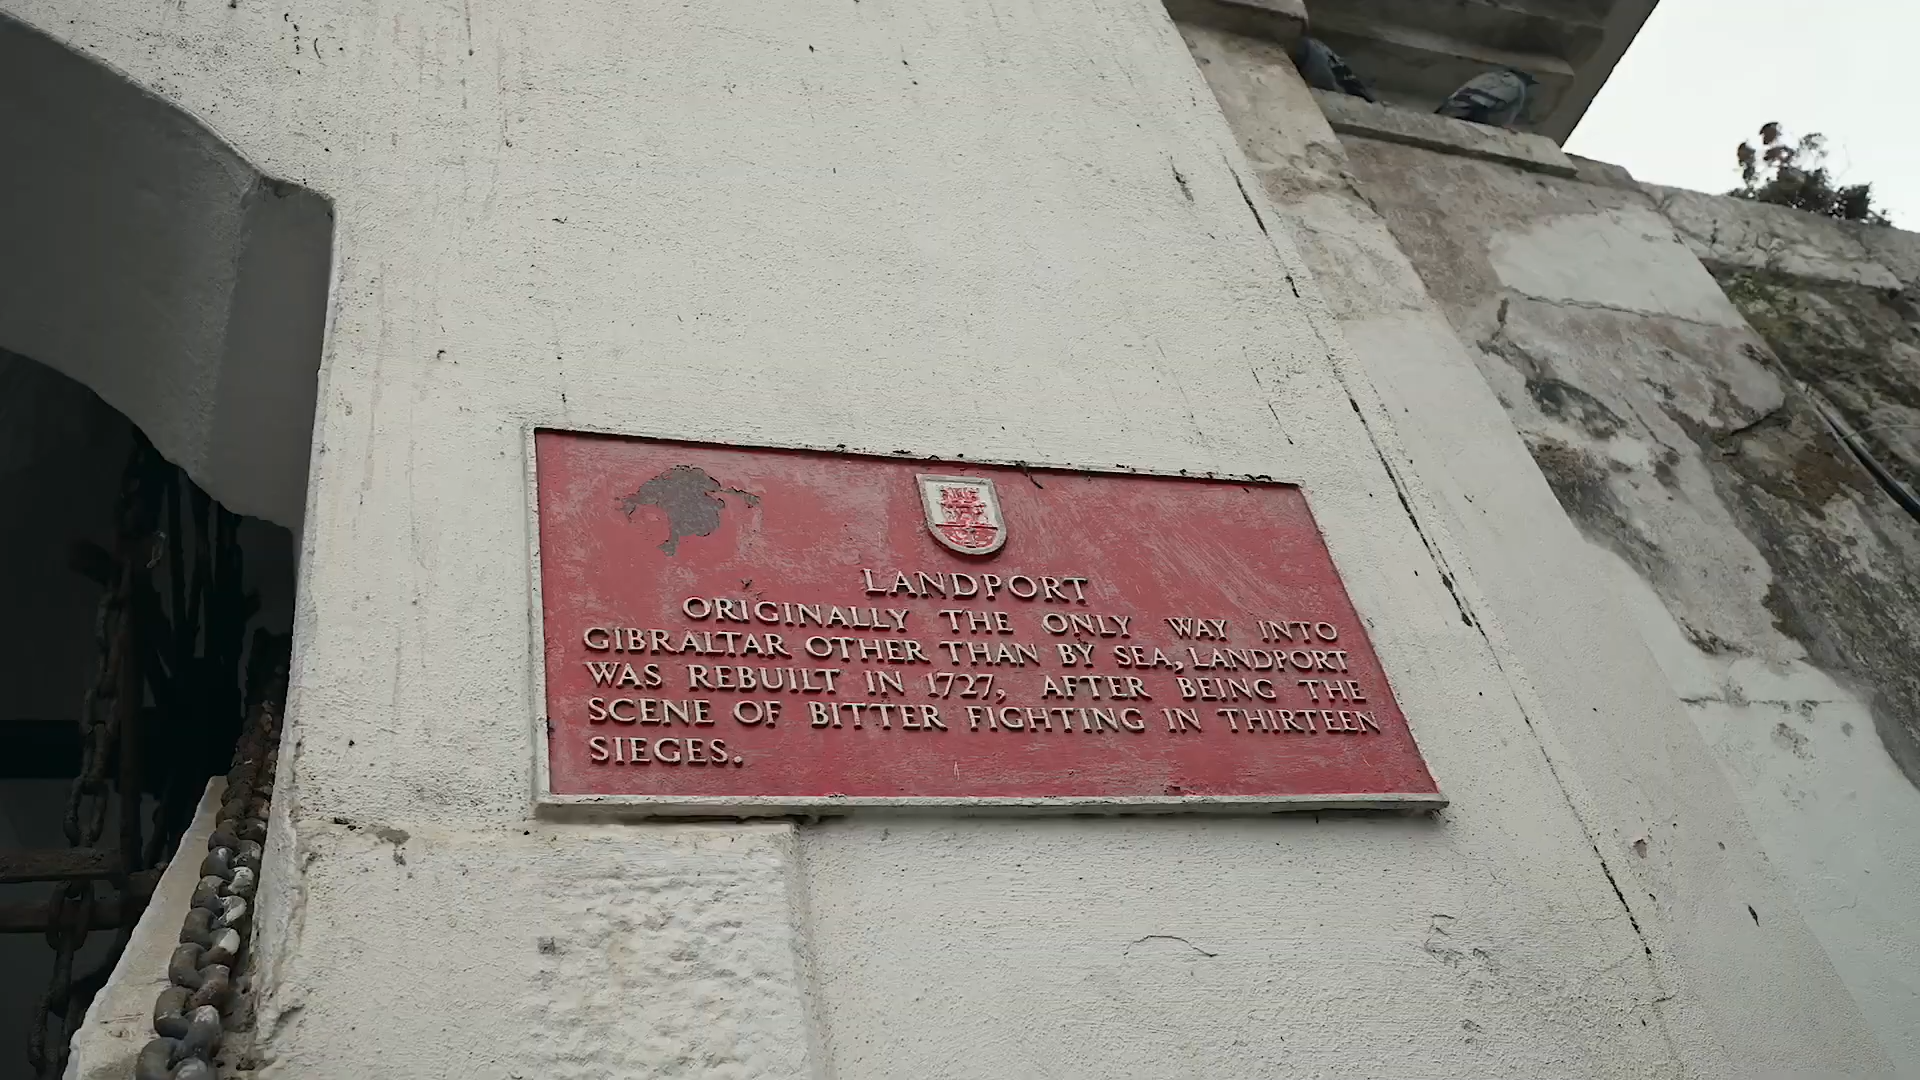 LANDPORT
ORIGINALLY THE ONLY WAY INTO
GIBRALTAR OTHER THAN BY SEA, LANDPORT
WAS REBUILT IN 1727, AFTER BEING THE
SCENE OF BITTER FIGHTING IN THIRTEEN
SIEGES.